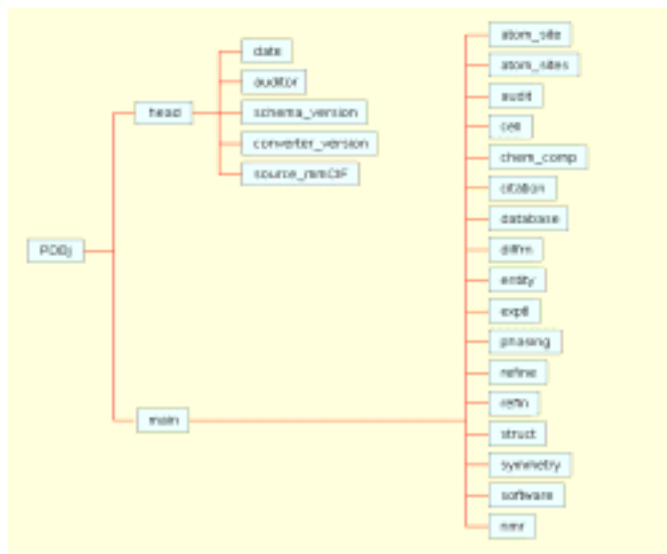 PDBj
head
date
auditor
schema_version
converter_version
source_mmCIF
main
atom_site
atom_sites
audit
cell
chem_comp
citation
database
diffrn
entity
exptl
phasing
refine
refln
struct
symmetry
software
nmr